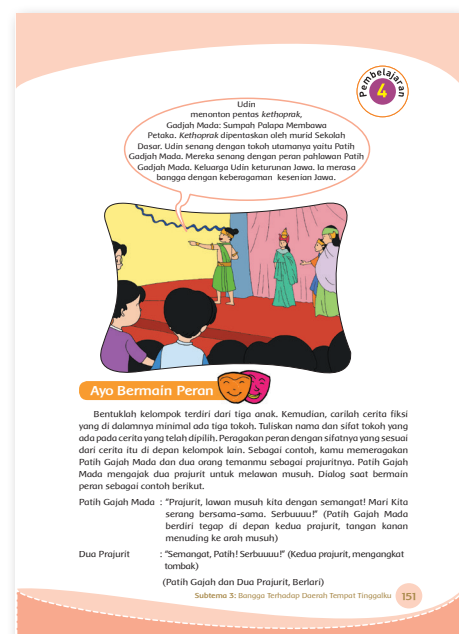 Pembelajaran
4
Udin
menonton pentas kethoprak,
Gadjah Mada: Sumpah Palapa Membawa
Petaka. Kethoprak dipentaskan oleh murid Sekolah
Dasar. Udin senang dengan tokoh utamanya yaitu Patih
Gadjah Mada. Mereka senang dengan peran pahlawan Patih
Gadjah Mada. Keluarga Udin keturunan Jawa. Ia merasa
bangga dengan keberagaman kesenian Jawa.
Ayo Bermain Peran
Bentuklah kelompok terdiri dari tiga anak. Kemudian, carilah cerita fiksi
yang di dalamnya minimal ada tiga tokoh. Tuliskan nama dan sifat tokoh yang
ada pada cerita yang telah dipilih. Peragakan peran dengan sifatnya yang sesuai
dari cerita itu di depan kelompok lain. Sebagai contoh, kamu memeragakan
Patih Gajah Mada dan dua orang temanmu sebagai prajuritnya. Patih Gajah
Mada mengajak dua prajurit untuk melawan musuh. Dialog saat bermain
peran sebagai contoh berikut.
Patih Gajah Mada : “Prajurit, lawan musuh kita dengan semangat! Mari Kita
serang bersama-sama. Serbuuuu!” (Patih Gajah Mada
berdiri tegap di depan kedua prajurit, tangan kanan
menuding ke arah musuh)
Dua Prajurit : “Semangat, Patih! Serbuuuu!” (Kedua prajurit, mengangkat
tombak)
(Patih Gajah dan Dua Prajurit, Berlari)
Subtema 3: Bangga Terhadap Daerah Tempat Tinggalku 151